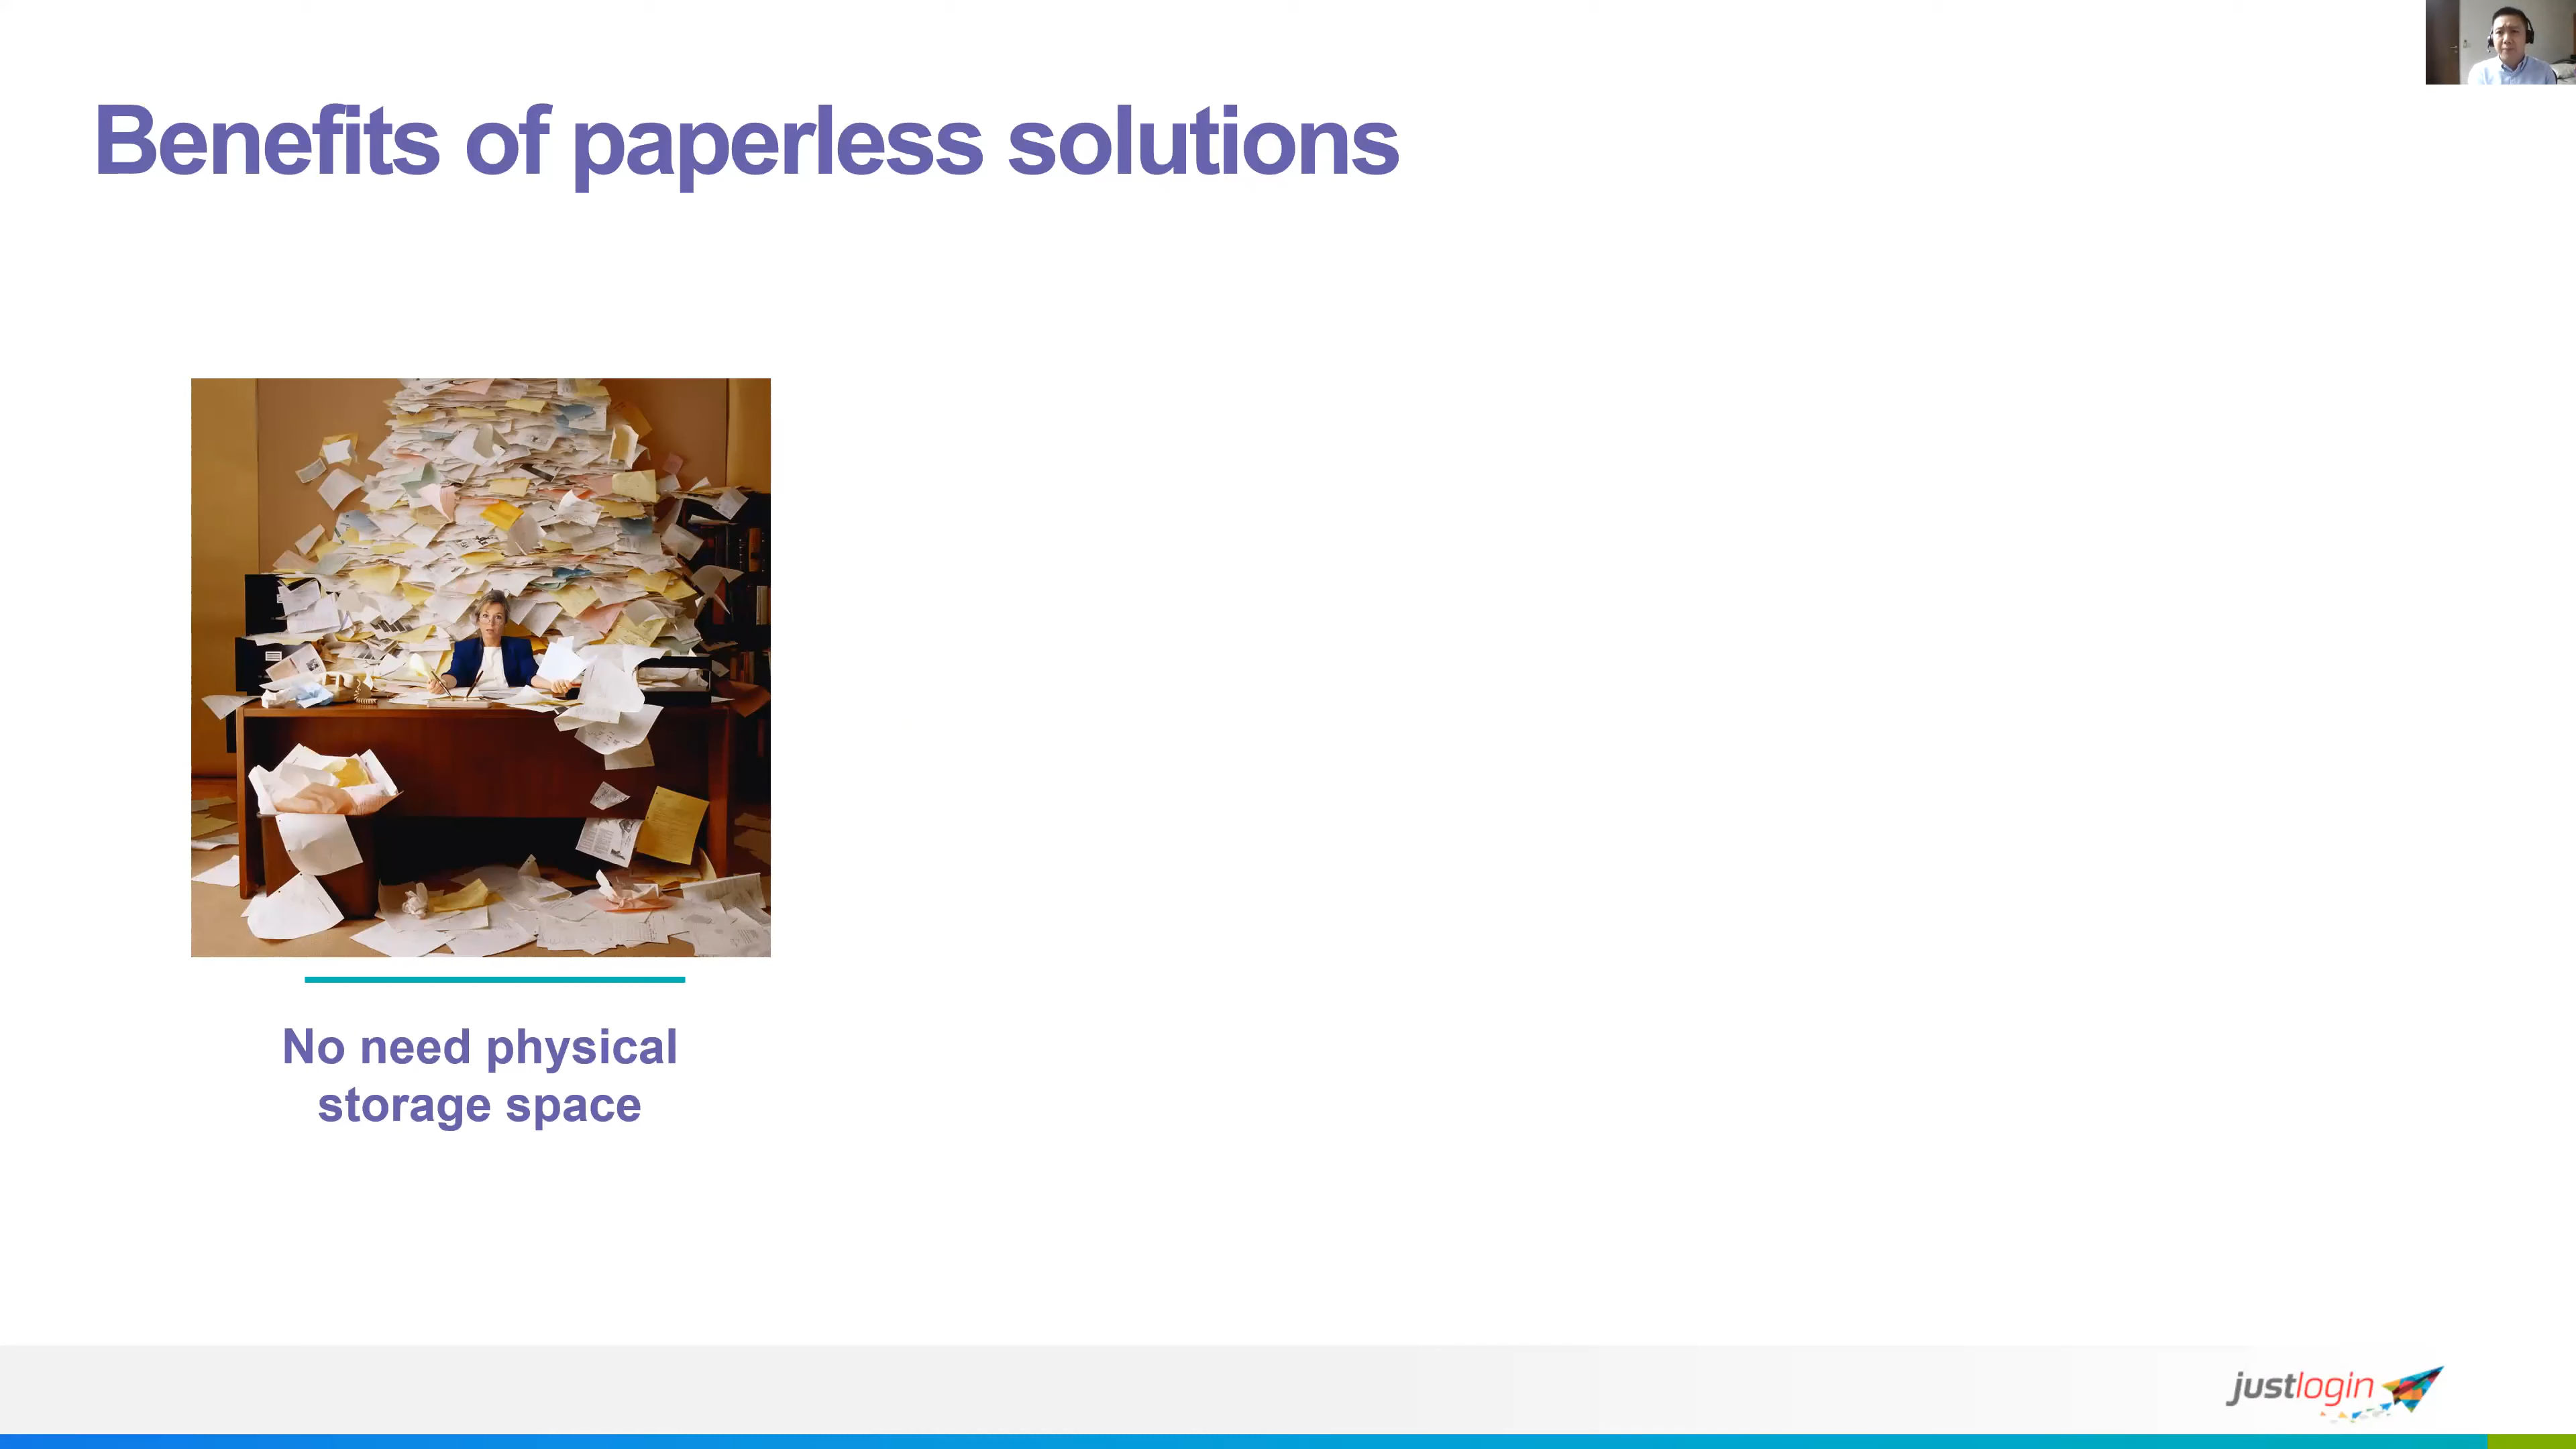 Benefits of paperless solutions
No need physical
storage space
justlogin